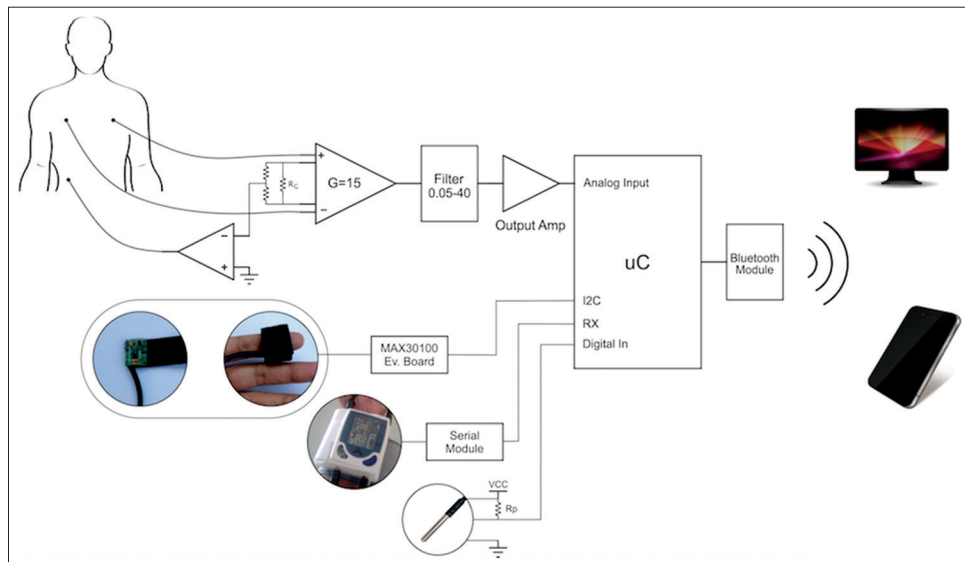 +
G=15
RG
−
Filter
0.05-40
Output Amp
Analog Input
uC
Bluetooth
Module
−
+
I2C
RX
Digital In
MAX30100
Ev. Board
Serial
Module
VCC
Rp